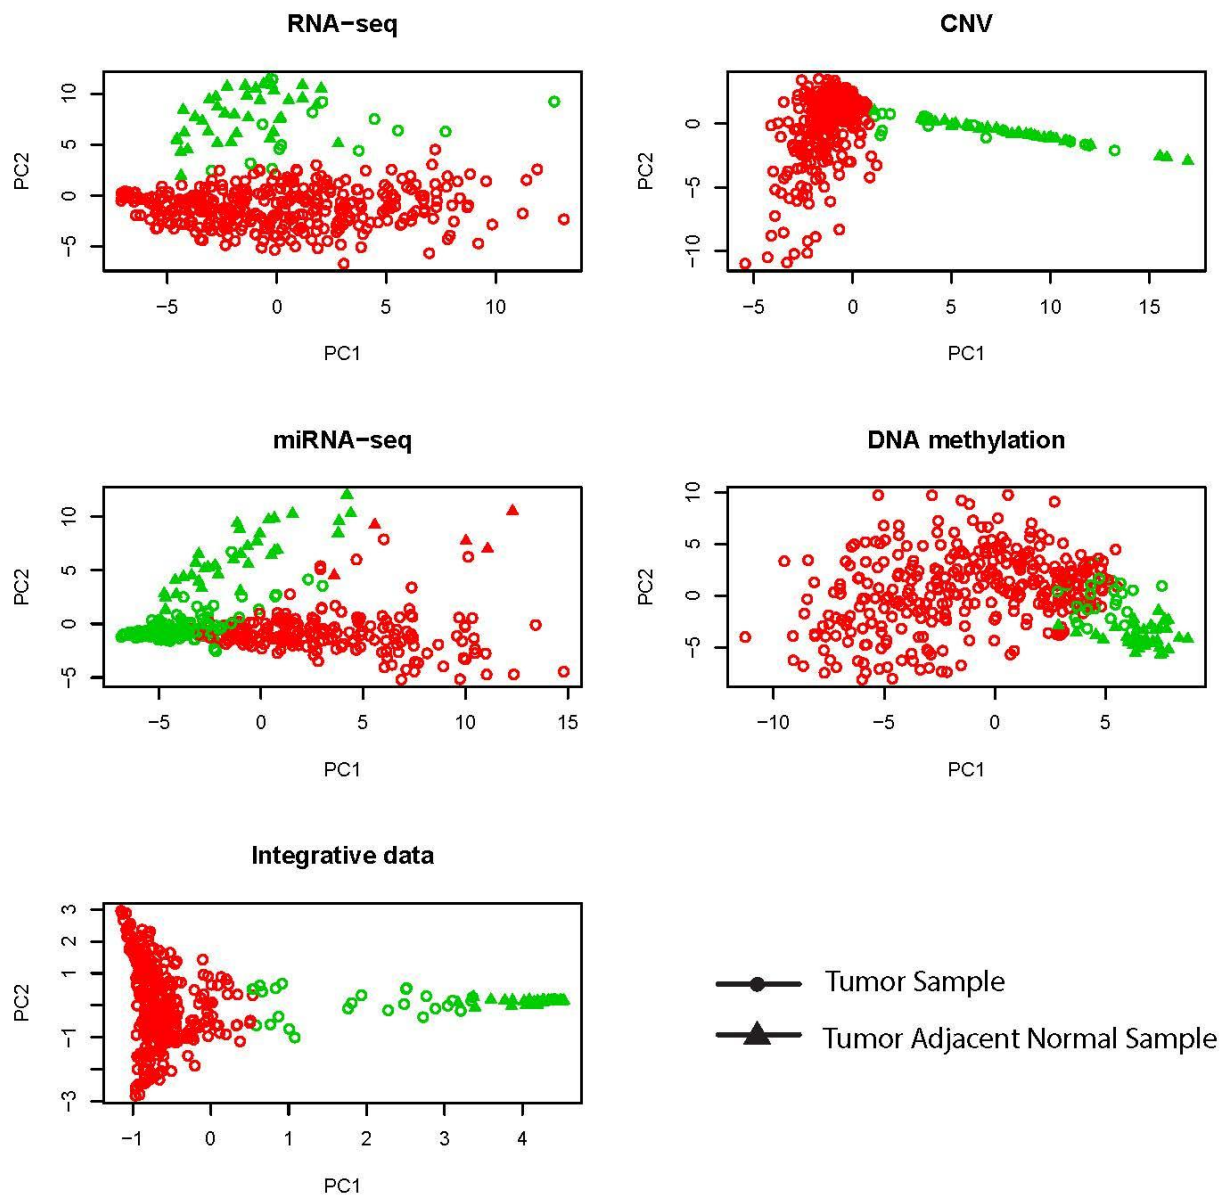 RNA−seq
PC2
10
5
0
−5
−5
0
5
10
PC1
CNV
PC2
0
−5
−10
−5
0
5
10
15
PC1
miRNA−seq
PC2
10
5
0
−5
−5
0
5
10
15
PC1
DNA methylation
PC2
10
5
0
−5
−10
−5
0
5
PC1
Integrative data
PC2
3
2
1
−1
−3
−1
0
1
2
3
4
PC1
Tumor Sample
Tumor Adjacent Normal Sample